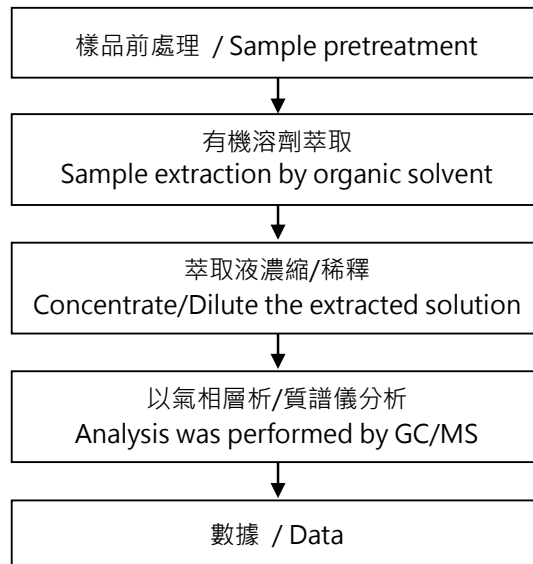 樣品前處理 / Sample pretreatment
有機溶劑萃取
Sample extraction by organic solvent
萃取液濃縮/稀釋
Concentrate/Dilute the extracted solution
以氣相層析/質譜儀分析
Analysis was performed by GC/MS
數據 / Data